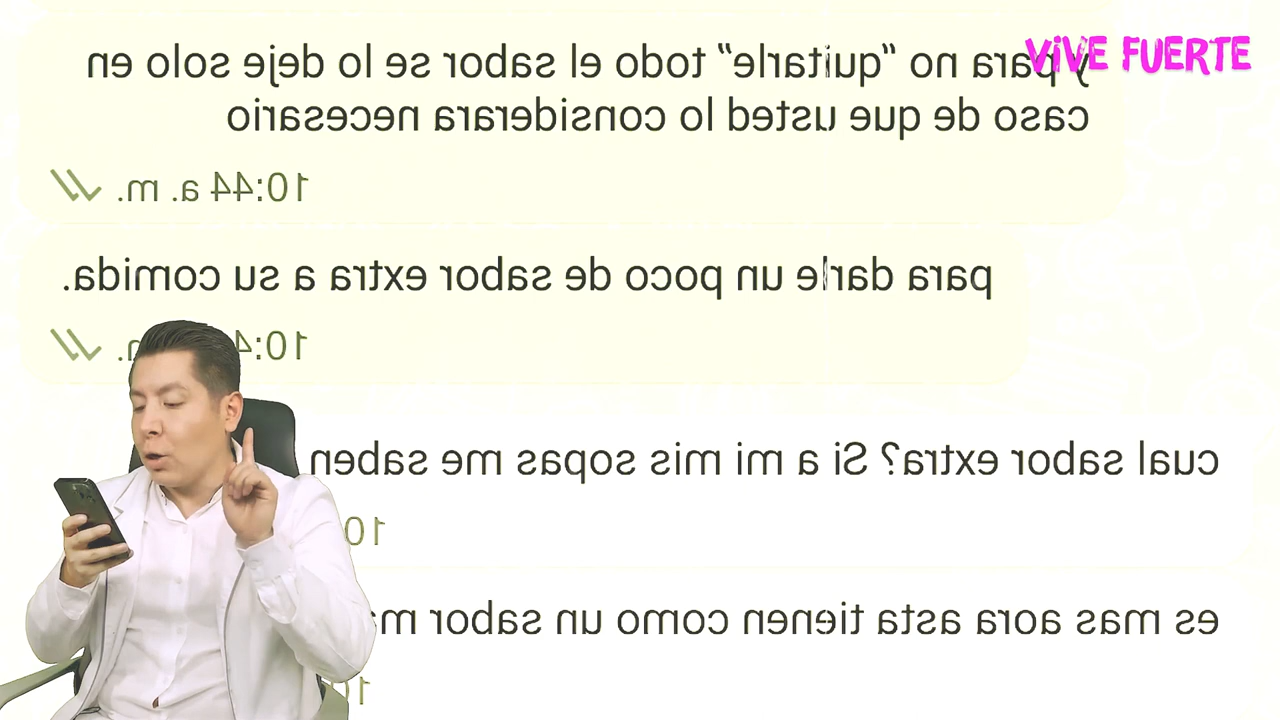 ViVE FUERTE
y para no “quitarle” todo el sabor se lo deje solo en
caso de que usted lo considerara necesario
10:44 a. m.
para darle un poco de sabor extra a su comida.
10:4
cual sabor extra? Si a mi mis sopas me saben
10
es mas aora asta tienen como un sabor
10